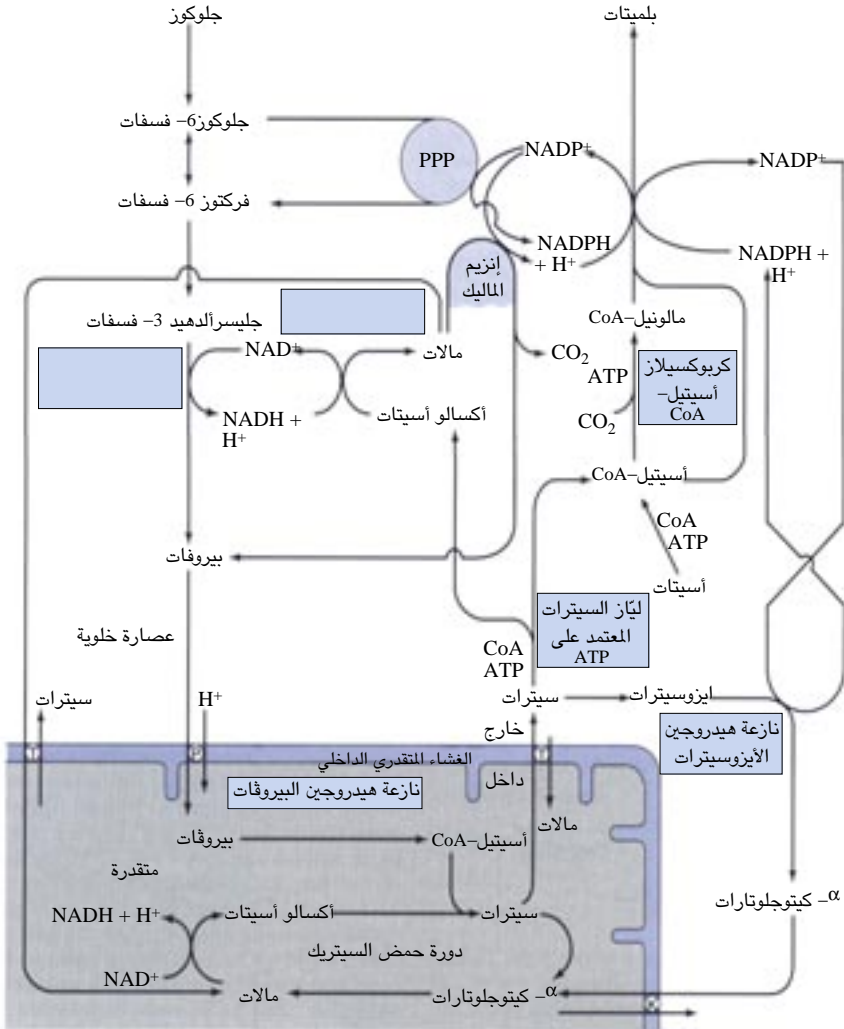 جلوكوز
بلميتات
جلوكوز6- فسفات
PPP
NADP+
NADP+
فركتوز 6- فسفات
NADPH
+ H+
NADPH +
H+
إنزيم
الماليك
جليسرألدهيد 3- فسفات
مالونيل-CoA
NAD+
مالات
CO2
ATP
كربوكسيلاز
أسيتيل-
CoA
NADH +
H+
أكسالو أسيتات
CO2
أسيتيل-CoA
CoA
ATP
بيروفات
أسيتات
ليّاز السيترات
المعتمد على
ATP
عصارة خلوية
CoA
ATP
سيترات
H+
سيترات
ايزوسيترات
خارج
نازعة هيدروجين
الأيزوسيترات
الغشاء المتقدري الداخلي
داخل
نازعة هيدروجين البيروڤات
مالات
بيروڤات
أسيتيل-CoA
متقدرة
α- كيتوجلوتارات
NADH + H+
أكسالو أسيتات
سيترات
دورة حمض السيتريك
NAD+
مالات
α- كيتوجلوتارات